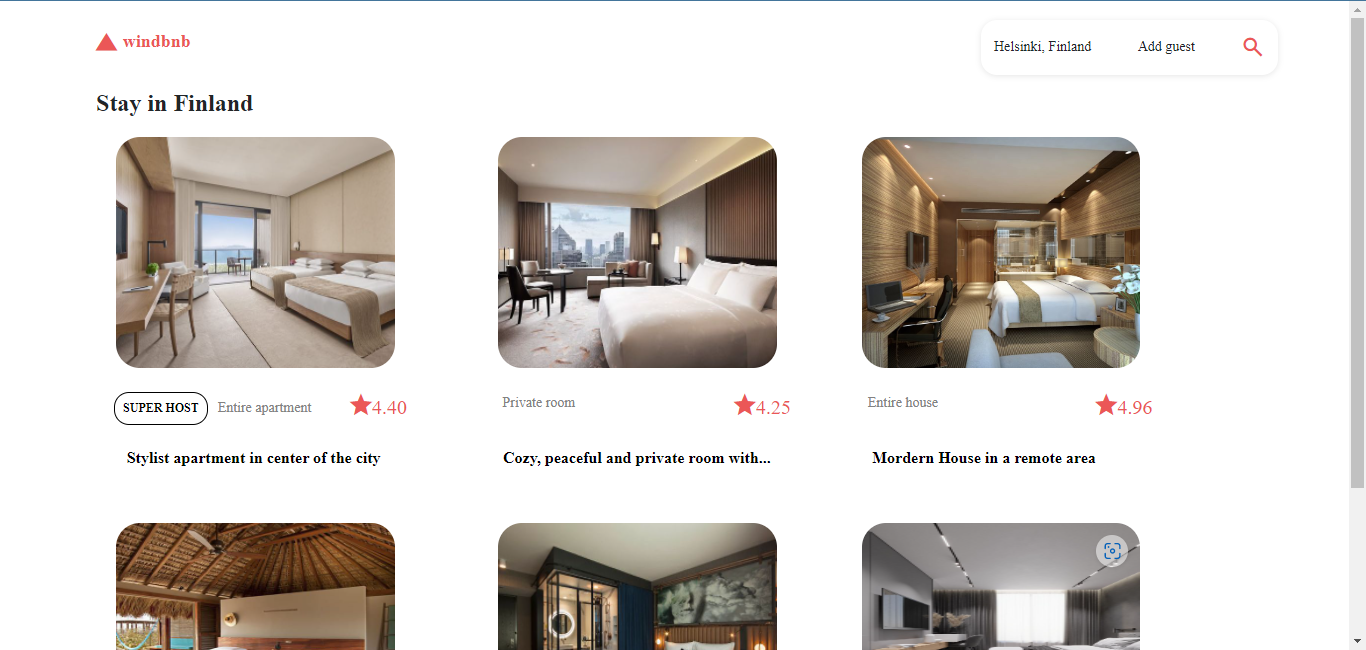 windbnb
Helsinki, Finland Add guest
Stay in Finland
SUPER HOST Entire apartment 4.40
Private room 4.25
Entire house 4.96
Stylist apartment in center of the city
Cozy, peaceful and private room with...
Mordern House in a remote area